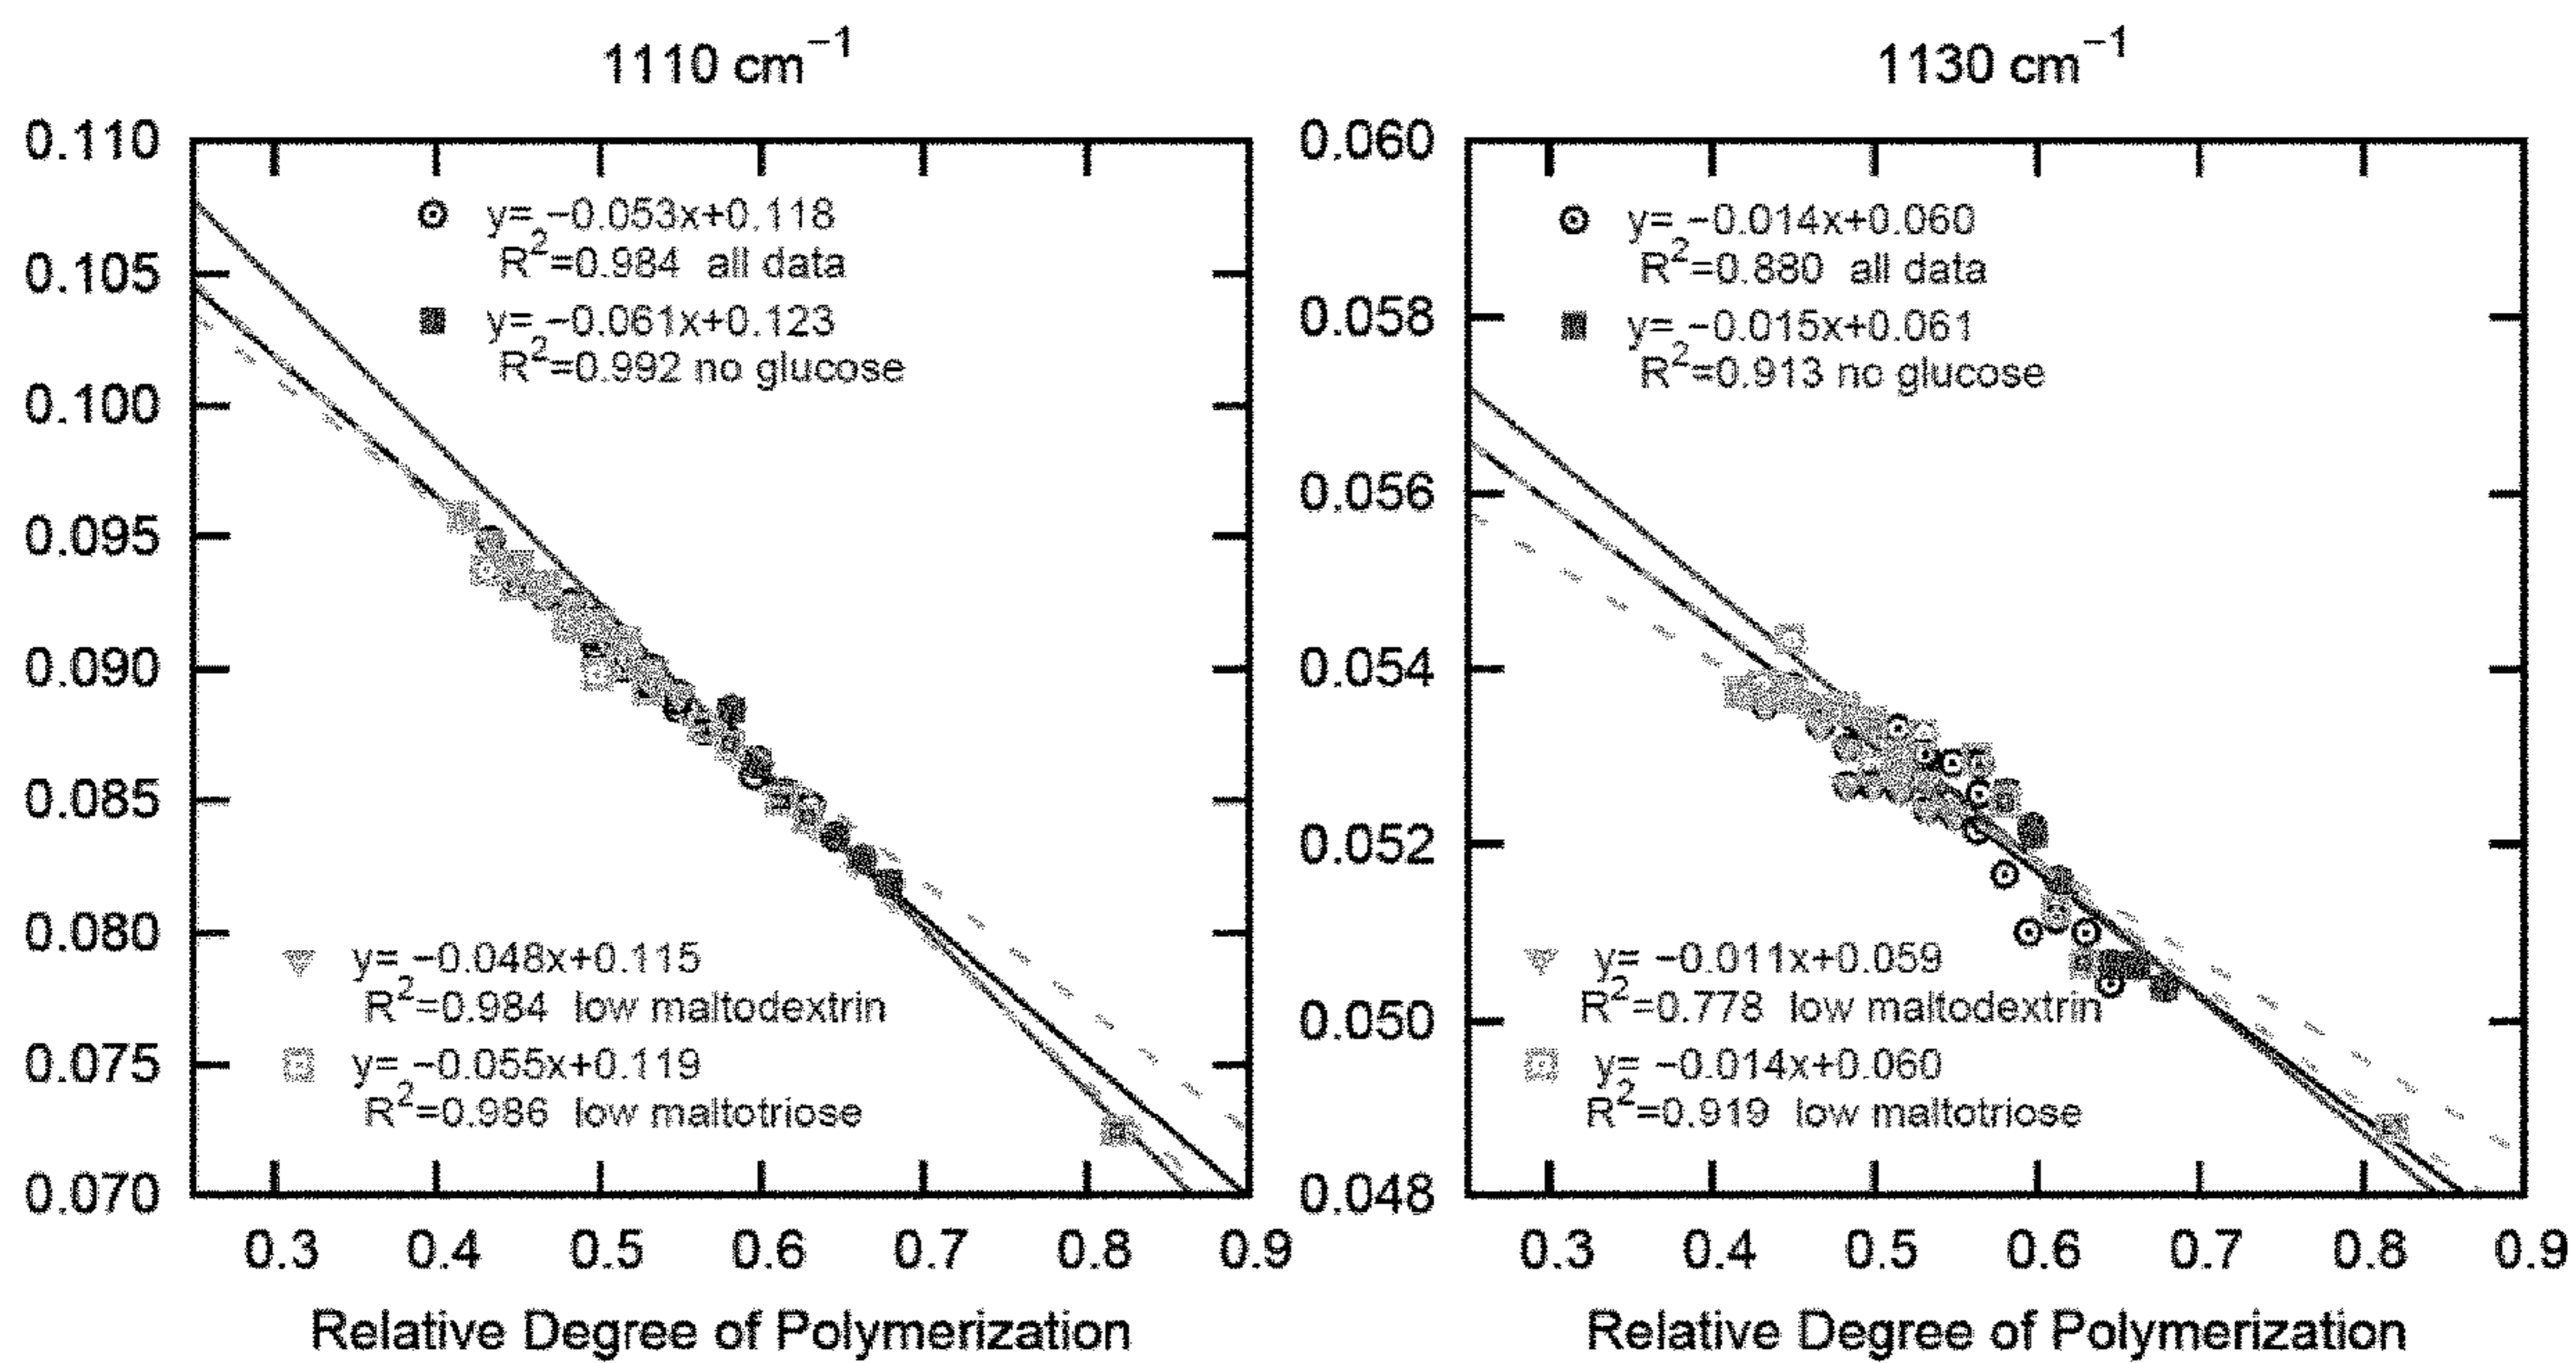 1110 cm⁻¹
0.110
0.105
0.100
0.095
0.090
0.085
0.080
0.075
0.070
y= −0.053x+0.118
R²=0.984 all data
y= −0.061x+0.123
R²=0.992 no glucose
y= −0.048x+0.115
R²=0.984 low maltodextrin
y= −0.055x+0.119
R²=0.986 low maltotriose
0.3 0.4 0.5 0.6 0.7 0.8 0.9
Relative Degree of Polymerization
1130 cm⁻¹
0.060
0.058
0.056
0.054
0.052
0.050
0.048
y= −0.014x+0.060
R²=0.880 all data
y= −0.015x+0.061
R²=0.913 no glucose
y= −0.011x+0.059
R²=0.778 low maltodextrin
y= −0.014x+0.060
R²=0.919 low maltotriose
0.3 0.4 0.5 0.6 0.7 0.8 0.9
Relative Degree of Polymerization